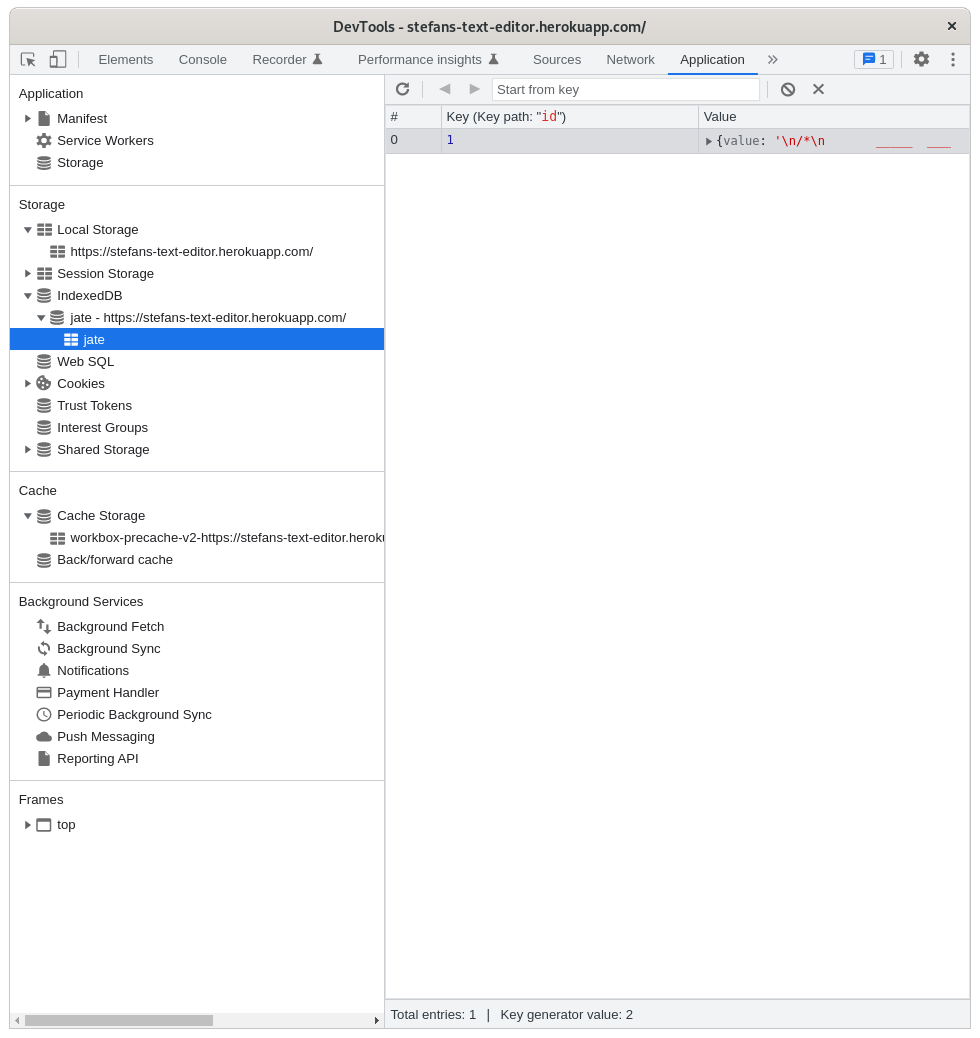 DevTools - stefans-text-editor.herokuapp.com/
Elements Console Recorder Performance insights Sources Network Application 1
Application
Manifest
Service Workers
Storage
Storage
Local Storage
https://stefans-text-editor.herokuapp.com/
Session Storage
IndexedDB
jate - https://stefans-text-editor.herokuapp.com/
jate
Web SQL
Cookies
Trust Tokens
Interest Groups
Shared Storage
Cache
Cache Storage
workbox-precache-v2-https://stefans-text-editor.heroku
Back/forward cache
Background Services
Background Fetch
Background Sync
Notifications
Payment Handler
Periodic Background Sync
Push Messaging
Reporting API
Frames
top
Start from key
# Key (Key path: "id") Value
0 1 {value: '\n/*\n _____ ___
Total entries: 1 | Key generator value: 2